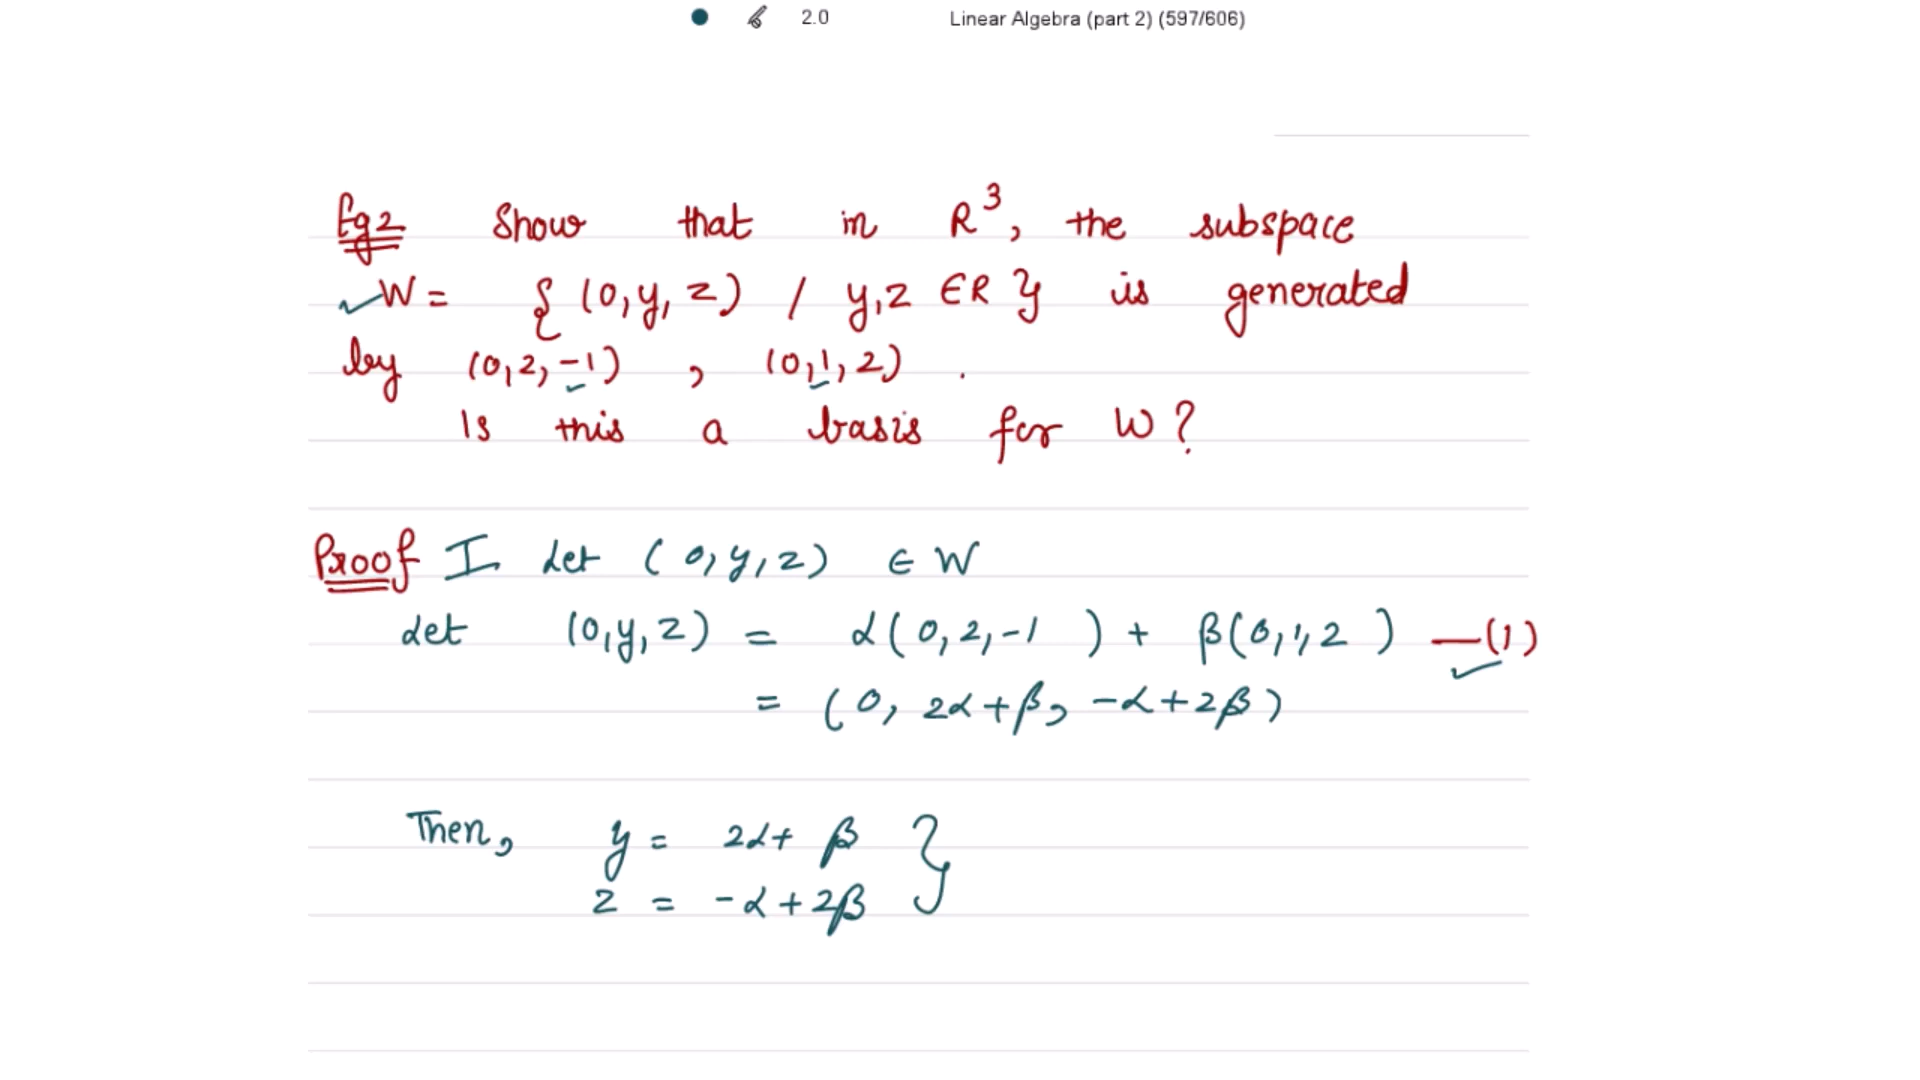 2.0 Linear Algebra (part 2) (597/606)
Eg2 Show that in R³, the subspace
W = { (0, y, z) / y, z ∈ R } is generated
by (0, 2, -1) , (0, 1, 2) .
Is this a basis for W?
Proof I Let (0, y, z) ∈ W
Let (0, y, z) = α(0, 2, -1 ) + β(0, 1, 2 ) —(1)
= (0, 2α+β, -α+2β)
Then, y = 2α+ β }
z = -α+2β